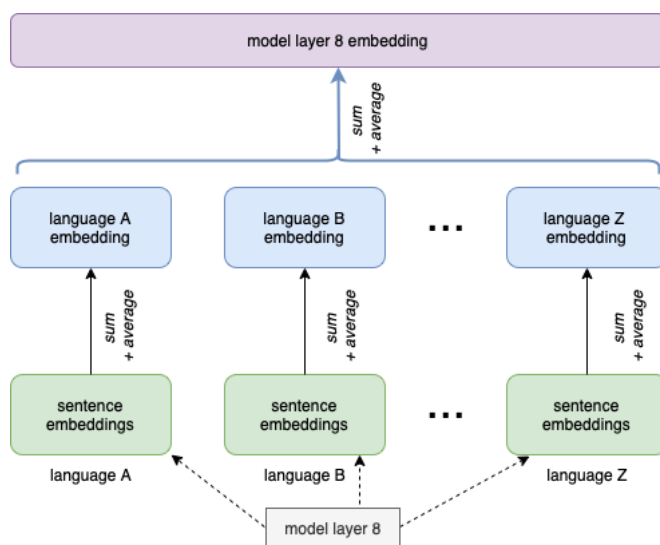 model layer 8 embedding
sum
+ average
language A
embedding
language B
embedding
...
language Z
embedding
sum
+ average
sum
+ average
sum
+ average
sentence
embeddings
sentence
embeddings
...
sentence
embeddings
language A
language B
language Z
model layer 8